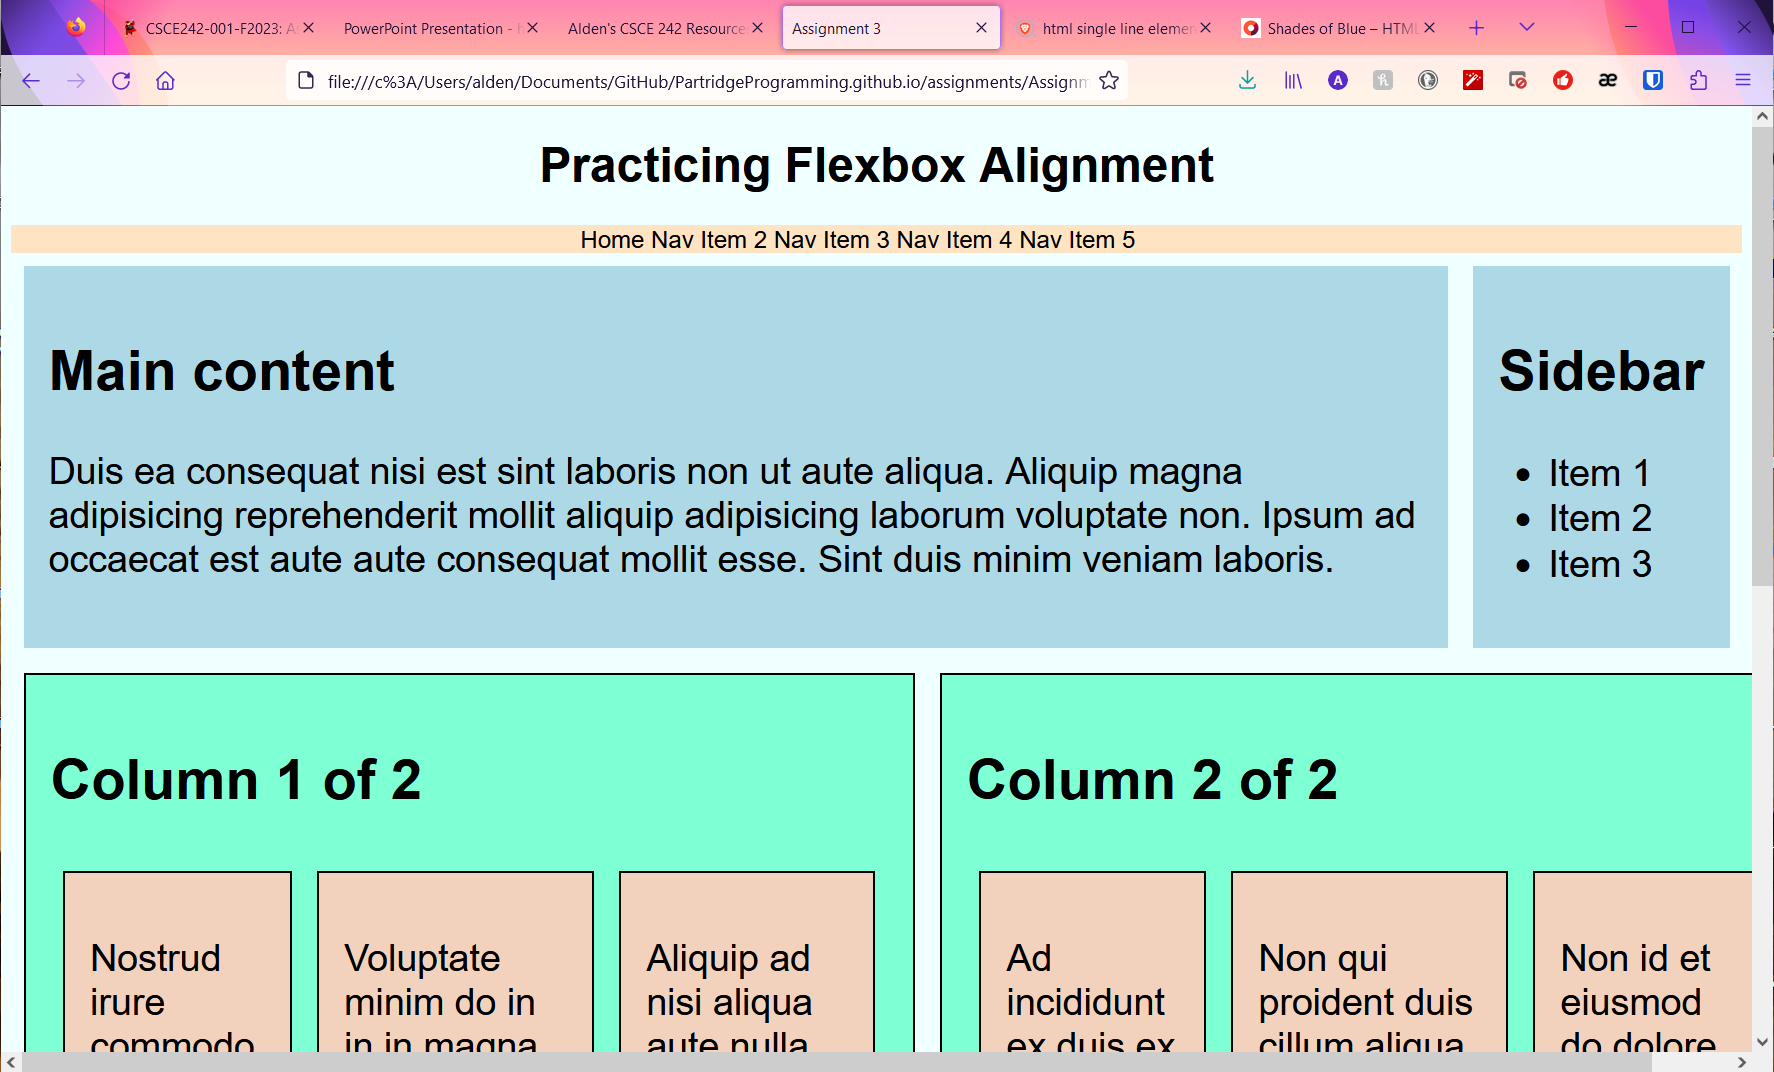 CSCE242-001-F2023: A
PowerPoint Presentation - h
Alden's CSCE 242 Resource
Assignment 3
html single line elemen
Shades of Blue – HTML
file:///c%3A/Users/alden/Documents/GitHub/PartridgeProgramming.github.io/assignments/Assignm
A
æ
Practicing Flexbox Alignment
Home Nav Item 2 Nav Item 3 Nav Item 4 Nav Item 5
Main content
Duis ea consequat nisi est sint laboris non ut aute aliqua. Aliquip magna
adipisicing reprehenderit mollit aliquip adipisicing laborum voluptate non. Ipsum ad
occaecat est aute aute consequat mollit esse. Sint duis minim veniam laboris.
Sidebar
Item 1
Item 2
Item 3
Column 1 of 2
Nostrud
irure
commodo
Voluptate
minim do in
in in magna
Aliquip ad
nisi aliqua
aute nulla
Column 2 of 2
Ad
incididunt
ex duis ex
Non qui
proident duis
cillum aliqua
Non id et
eiusmod
do dolore